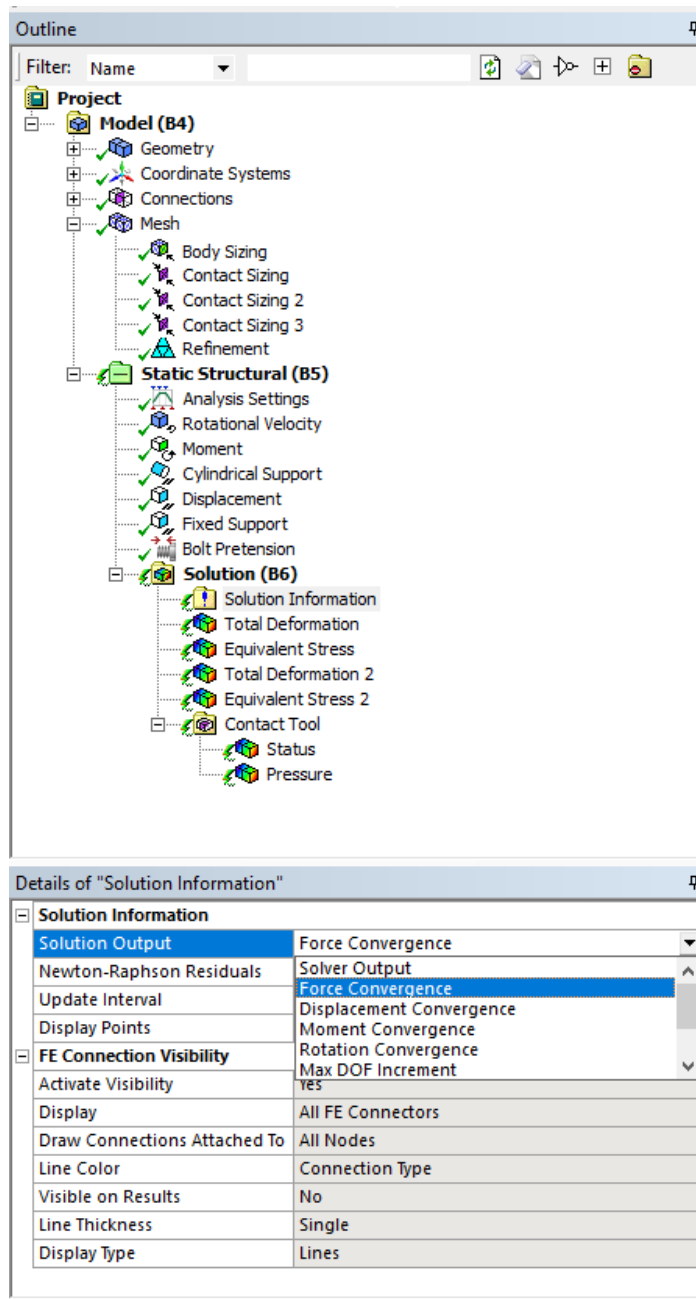 Outline
Filter: Name
Project
Model (B4)
Geometry
Coordinate Systems
Connections
Mesh
Body Sizing
Contact Sizing
Contact Sizing 2
Contact Sizing 3
Refinement
Static Structural (B5)
Analysis Settings
Rotational Velocity
Moment
Cylindrical Support
Displacement
Fixed Support
Bolt Pretension
Solution (B6)
Solution Information
Total Deformation
Equivalent Stress
Total Deformation 2
Equivalent Stress 2
Contact Tool
Status
Pressure
Details of "Solution Information"
Solution Information
Solution Output Force Convergence
Newton-Raphson Residuals Solver Output
Force Convergence
Update Interval Displacement Convergence
Display Points Moment Convergence
FE Connection Visibility Rotation Convergence
Max DOF Increment
Activate Visibility Yes
Display All FE Connectors
Draw Connections Attached To All Nodes
Line Color Connection Type
Visible on Results No
Line Thickness Single
Display Type Lines